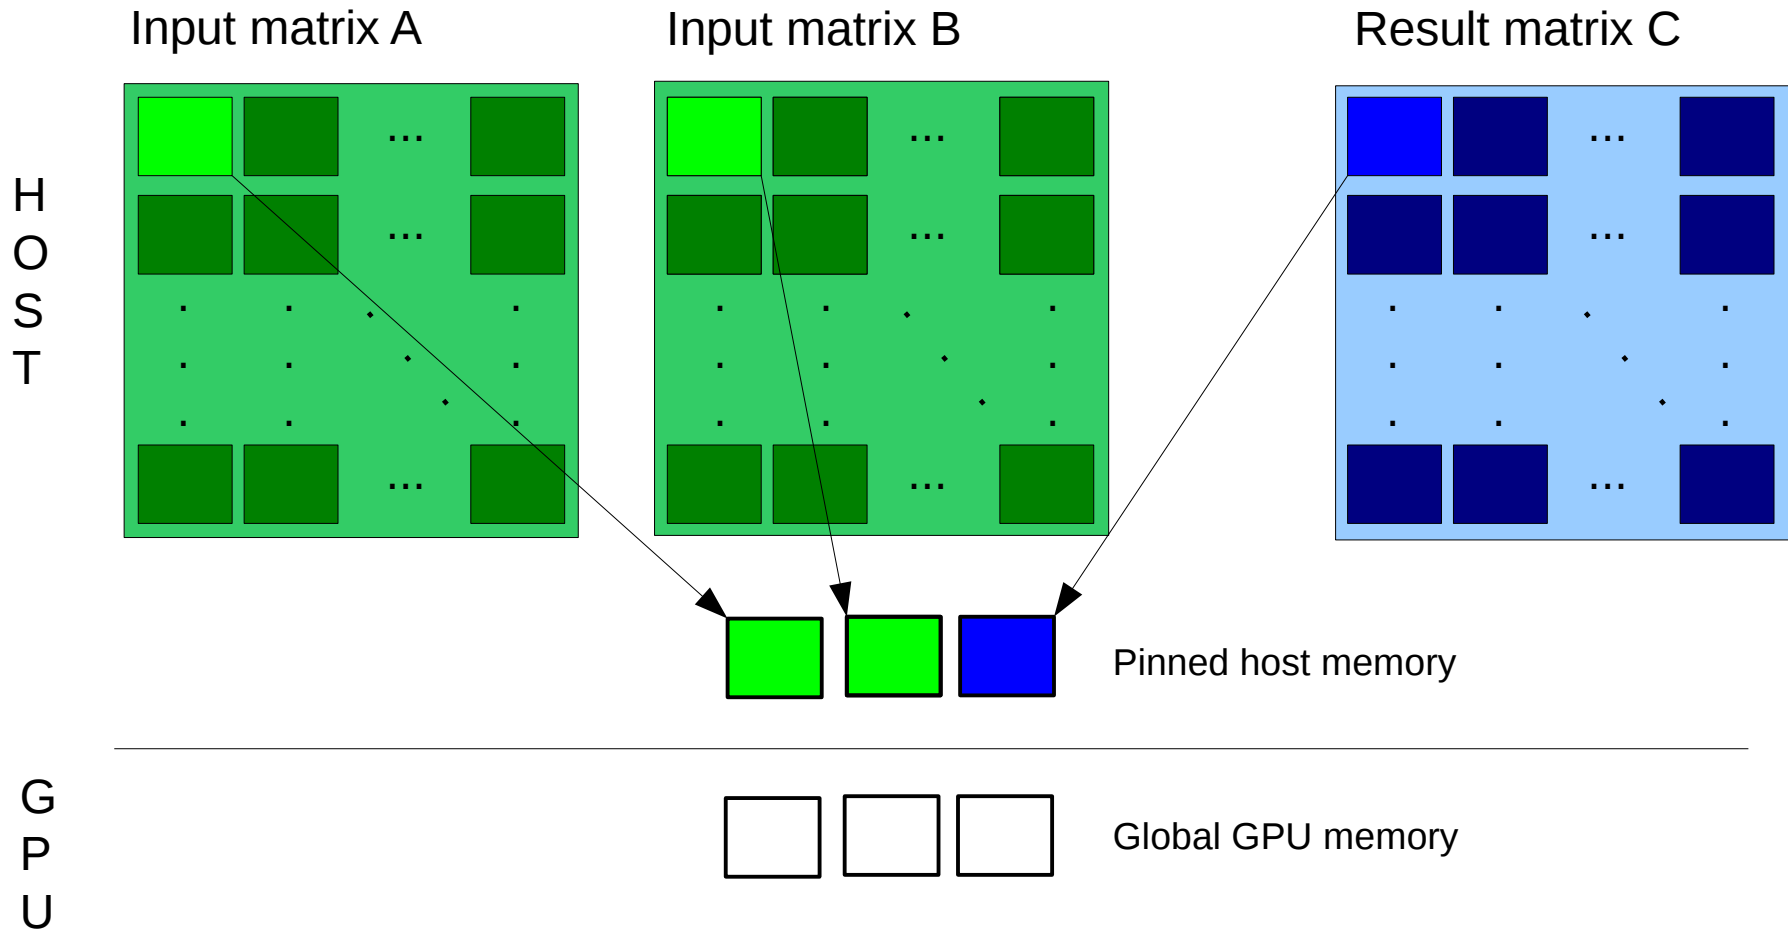 Input matrix A
Input matrix B
Result matrix C
H
O
S
T
...
...
...
...
...
...
...
...
...
Pinned host memory
G
P
U
Global GPU memory